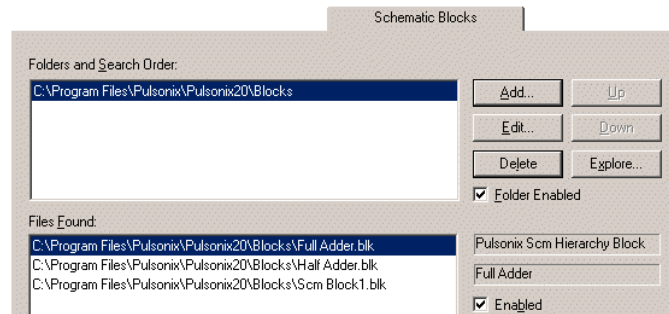 Schematic Blocks
Folders and Search Order:
C:\Program Files\Pulsonix\Pulsonix20\Blocks
Add...
Up
Edit...
Down
Delete
Explore...
Folder Enabled
Files Found:
C:\Program Files\Pulsonix\Pulsonix20\Blocks\Full Adder.blk
C:\Program Files\Pulsonix\Pulsonix20\Blocks\Half Adder.blk
C:\Program Files\Pulsonix\Pulsonix20\Blocks\Scm Block1.blk
Pulsonix Scm Hierarchy Block
Full Adder
Enabled